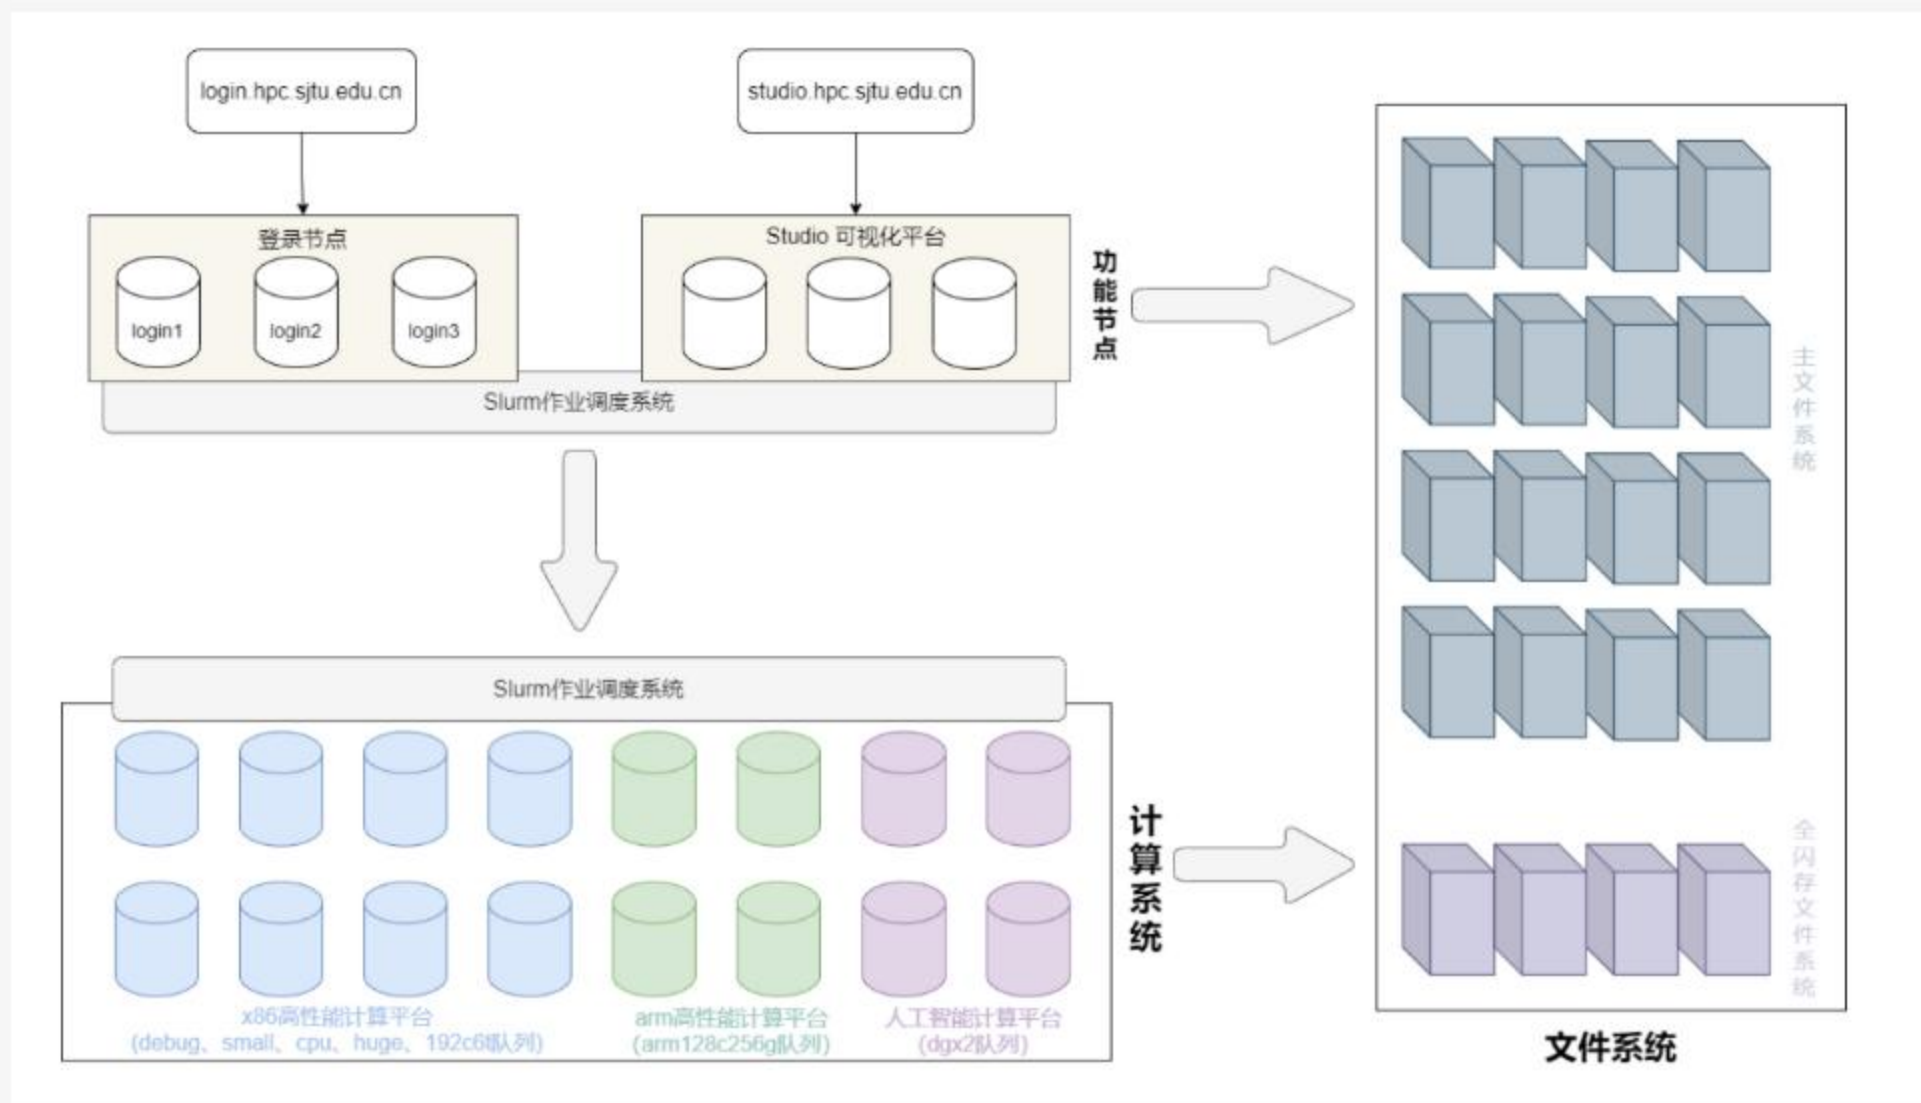 login.hpc.sjtu.edu.cn
studio.hpc.sjtu.edu.cn
登录节点
login1
login2
login3
Studio 可视化平台
功能节点
Slurm作业调度系统
主文件系统
Slurm作业调度系统
计算系统
全闪存文件系统
x86高性能计算平台
(debug、small、cpu、huge、192c6t队列)
arm高性能计算平台
(arm128c256g队列)
人工智能计算平台
(dgx2队列)
文件系统